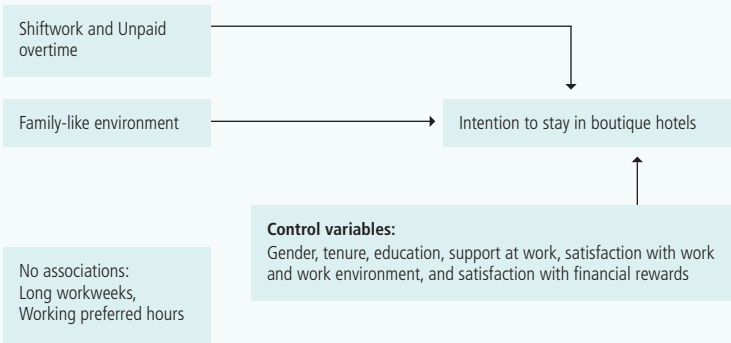 Shiftwork and Unpaid
overtime
Family-like environment
Intention to stay in boutique hotels
Control variables:
Gender, tenure, education, support at work, satisfaction with work
and work environment, and satisfaction with financial rewards
No associations:
Long workweeks,
Working preferred hours